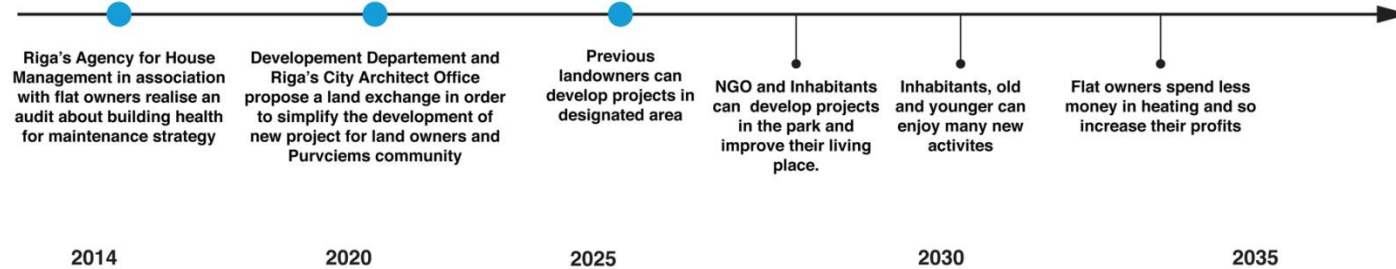 Riga's Agency for House
Management in association
with flat owners realise an
audit about building health
for maintenance strategy
Developement Departement and
Riga's City Architect Office
propose a land exchange in order
to simplify the development of
new project for land owners and
Purvciems community
Previous
landowners can
develop projects in
designated area
NGO and Inhabitants
can develop projects
in the park and
improve their living
place.
Inhabitants, old
and younger can
enjoy many new
activites
Flat owners spend less
money in heating and so
increase their profits
2014
2020
2025
2030
2035